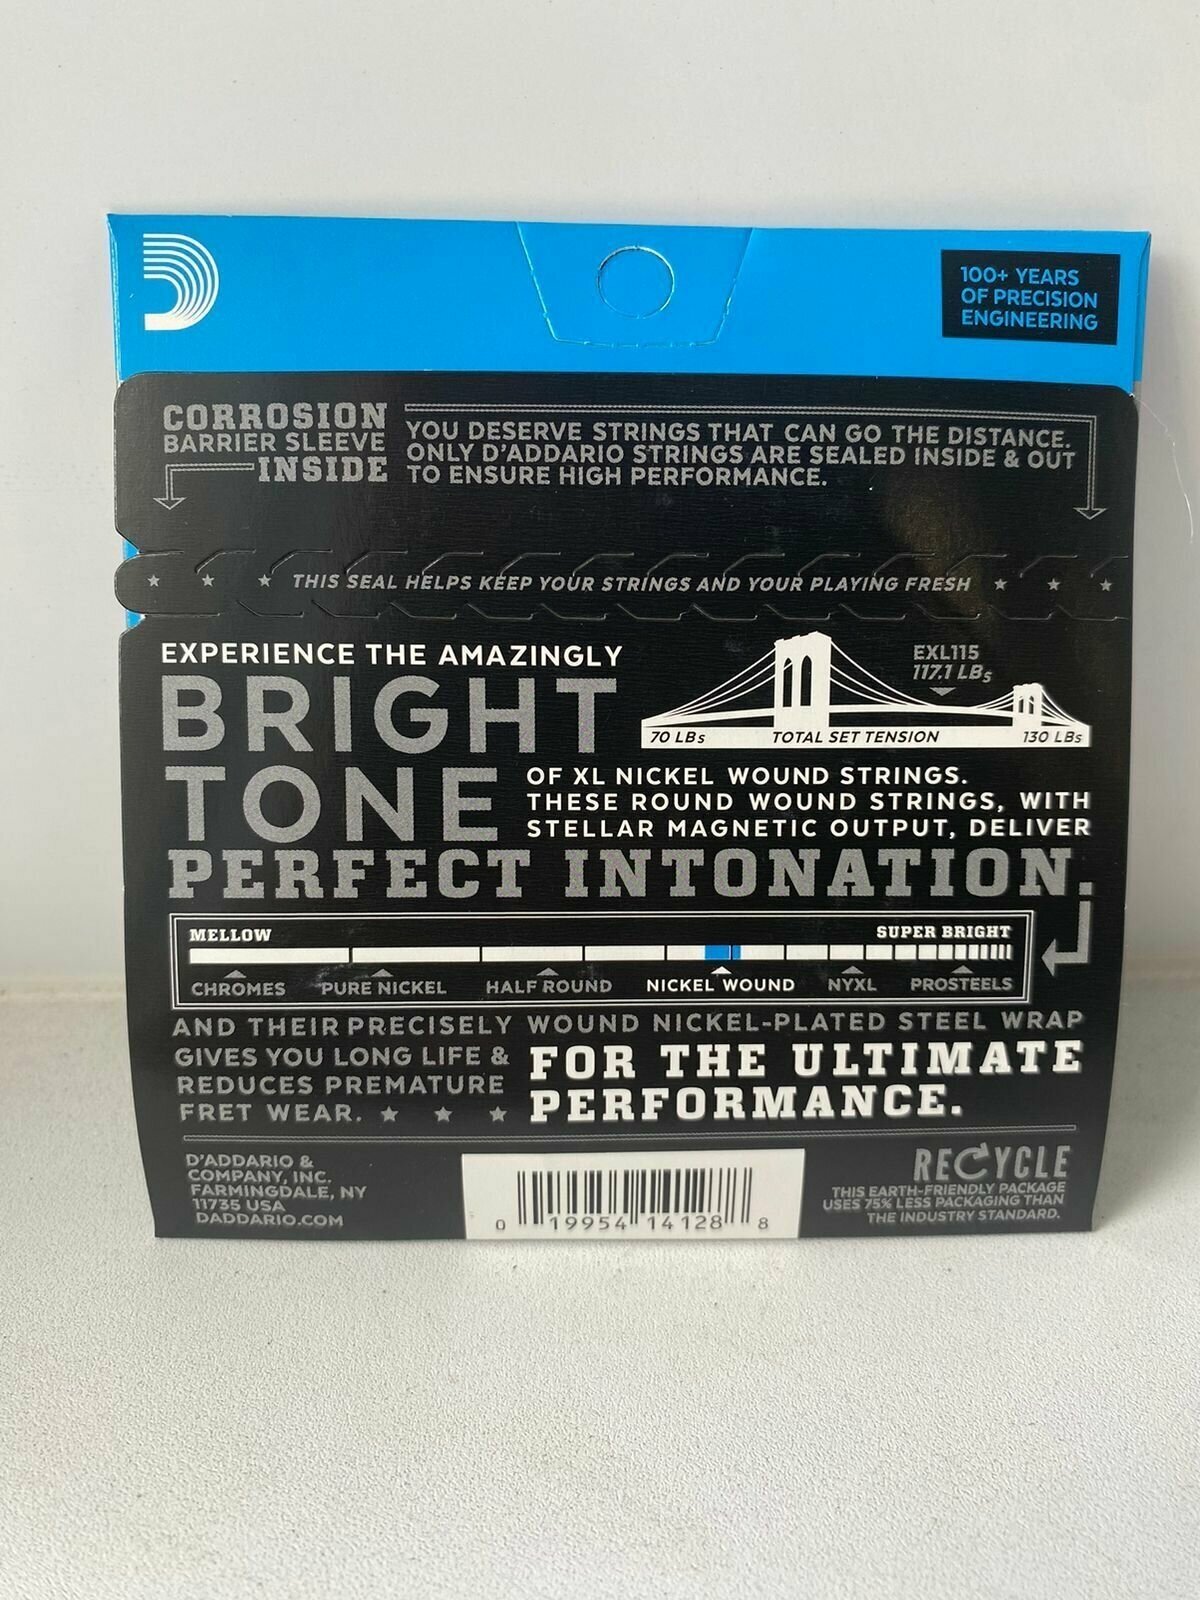 100+ YEARS
OF PRECISION
ENGINEERING
CORROSION
BARRIER SLEEVE
INSIDE
YOU DESERVE STRINGS THAT CAN GO THE DISTANCE.
ONLY D'ADDARIO STRINGS ARE SEALED INSIDE & OUT
TO ENSURE HIGH PERFORMANCE.
THIS SEAL HELPS KEEP YOUR STRINGS AND YOUR PLAYING FRESH
EXPERIENCE THE AMAZINGLY
BRIGHT
TONE
EXL115
117.1 LBs
70 LBs TOTAL SET TENSION 130 LBs
OF XL NICKEL WOUND STRINGS.
THESE ROUND WOUND STRINGS, WITH
STELLAR MAGNETIC OUTPUT, DELIVER
PERFECT INTONATION.
MELLOW SUPER BRIGHT
CHROMES PURE NICKEL HALF ROUND NICKEL WOUND NYXL PROSTEELS
AND THEIR PRECISELY WOUND NICKEL-PLATED STEEL WRAP
GIVES YOU LONG LIFE &
REDUCES PREMATURE
FRET WEAR.
FOR THE ULTIMATE
PERFORMANCE.
D'ADDARIO &
COMPANY, INC.
FARMINGDALE, NY
11735 USA
DADDARIO.COM
0 19954 14128 8
RECYCLE
THIS EARTH-FRIENDLY PACKAGE
USES 75% LESS PACKAGING THAN
THE INDUSTRY STANDARD.